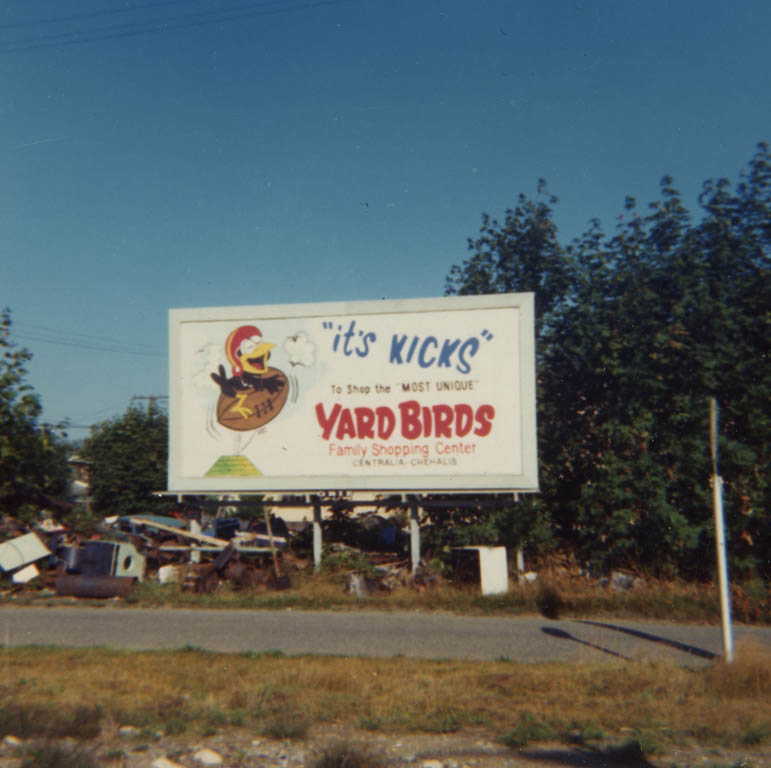 "it's KICKS"
To Shop the "MOST UNIQUE"
YARD BIRDS
Family Shopping Center
CENTRALIA-CHEHALIS